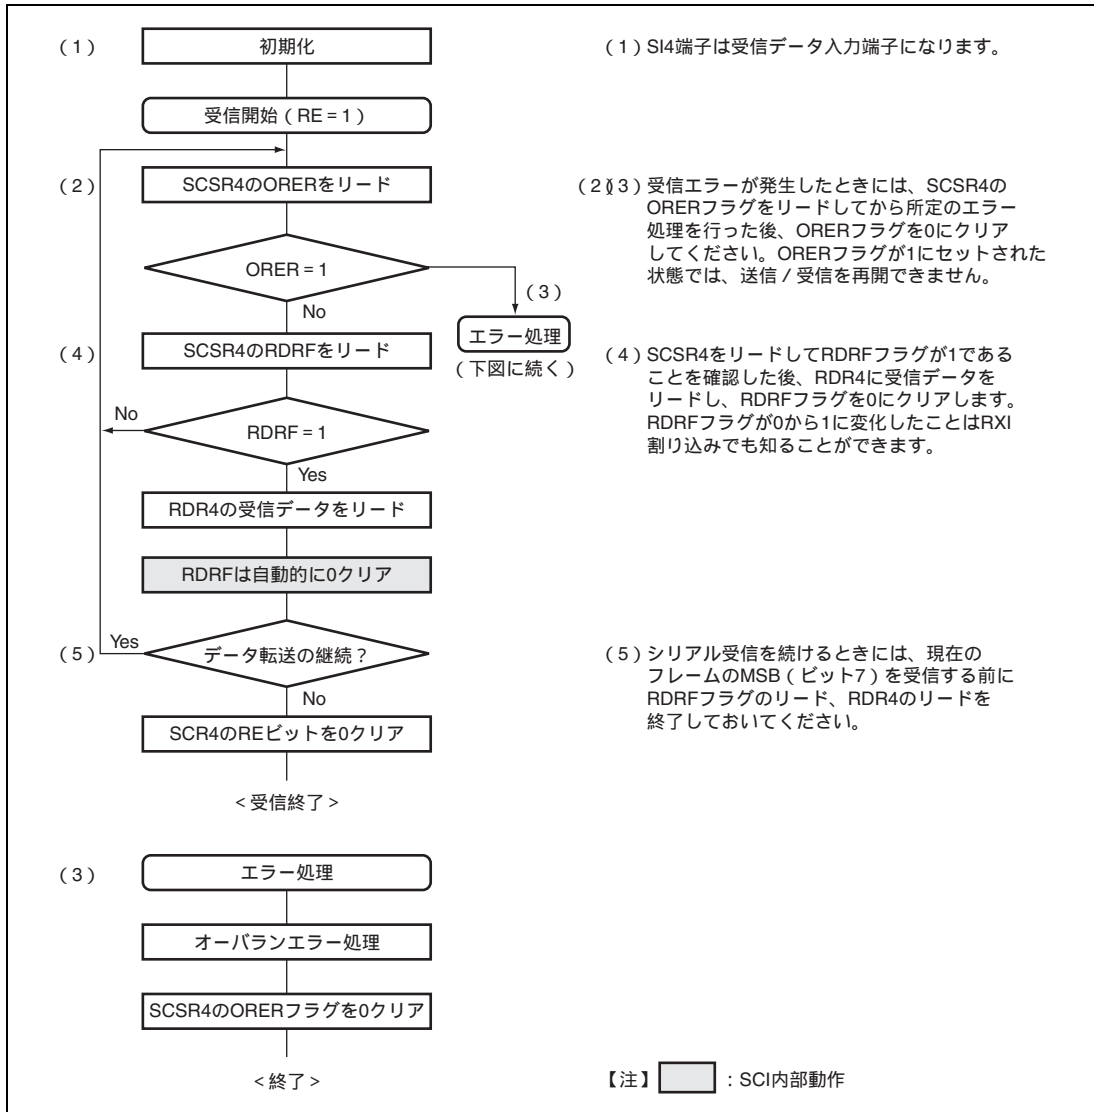 (1)
初期化
(1) SI4端子は受信データ入力端子になります。
受信開始(RE = 1)
(2)
SCSR4のORERをリード
(2)(3) 受信エラーが発生したときには、SCSR4の
ORERフラグをリードしてから所定のエラー
処理を行った後、ORERフラグを0にクリア
してください。ORERフラグが1にセットされた
状態では、送信/受信を再開できません。
ORER = 1
(3)
No
エラー処理
(下図に続く)
(4)
SCSR4のRDRFをリード
(4) SCSR4をリードしてRDRFフラグが1である
ことを確認した後、RDR4に受信データを
リードし、RDRFフラグを0にクリアします。
RDRFフラグが0から1に変化したことはRXI
割り込みでも知ることができます。
No
RDRF = 1
Yes
RDR4の受信データをリード
RDRFは自動的に0クリア
Yes
(5)
データ転送の継続?
(5) シリアル受信を続けるときには、現在の
フレームのMSB(ビット7)を受信する前に
RDRFフラグのリード、RDR4のリードを
終了しておいてください。
No
SCR4のREビットを0クリア
<受信終了>
(3)
エラー処理
オーバランエラー処理
SCSR4のORERフラグを0クリア
<終了>
【注】 : SCI内部動作